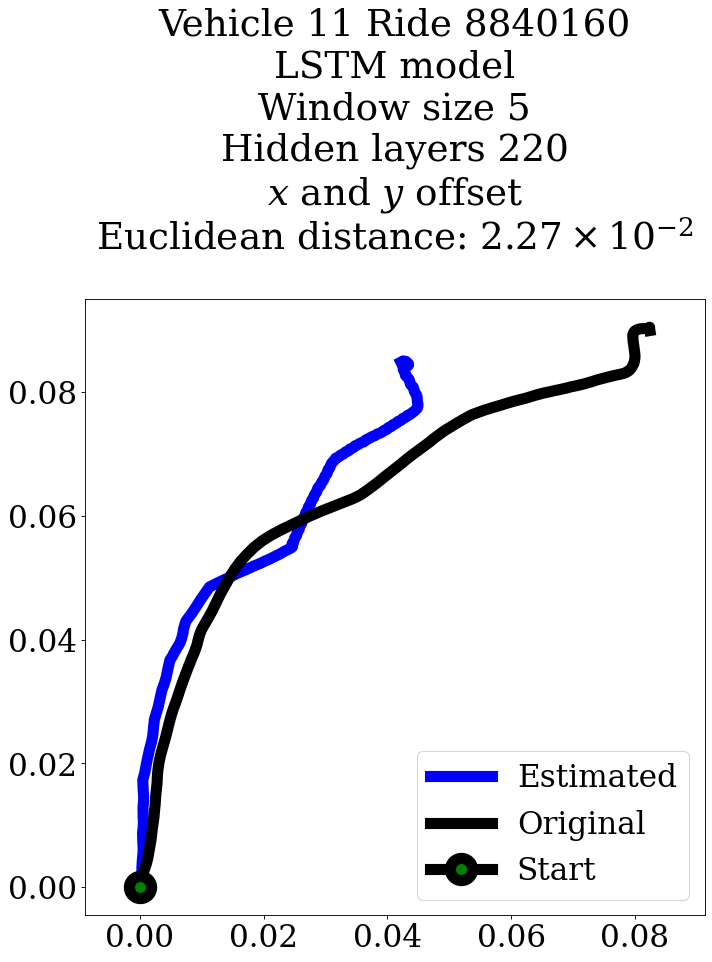 Vehicle 11 Ride 8840160
LSTM model
Window size 5
Hidden layers 220
x and y offset
Euclidean distance: 2.27 × 10⁻²
0.08
0.06
0.04
0.02
0.00
Estimated
Original
Start
0.00 0.02 0.04 0.06 0.08